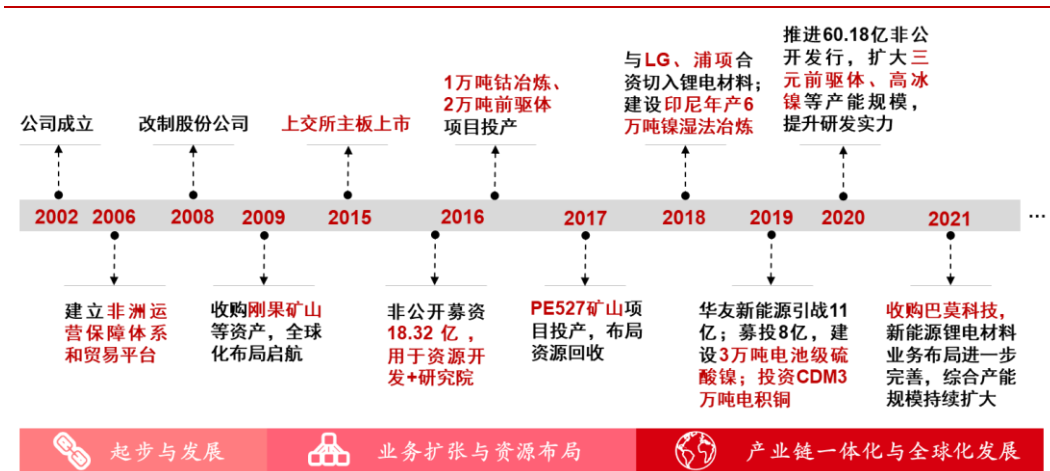 公司成立
改制股份公司
上交所主板上市
1万吨钴冶炼、
2万吨前驱体
项目投产
与LG、浦项合
资切入锂电材料；
建设印尼年产6
万吨镍湿法冶炼
推进60.18亿非公
开发行，扩大三
元前驱体、高冰
镍等产能规模，
提升研发实力
2002 2006 2008 2009 2015 2016 2017 2018 2019 2020 2021 …
建立非洲运
营保障体系
和贸易平台
收购刚果矿山
等资产，全球
化布局启航
非公开募资
18.32 亿，
用于资源开
发+研究院
PE527矿山项
目投产，布局
资源回收
华友新能源引战11
亿；募投8亿，建
设3万吨电池级硫
酸镍；投资CDM3
万吨电积铜
收购巴莫科技，
新能源锂电材料
业务布局进一步
完善，综合产能
规模持续扩大
起步与发展
业务扩张与资源布局
产业链一体化与全球化发展